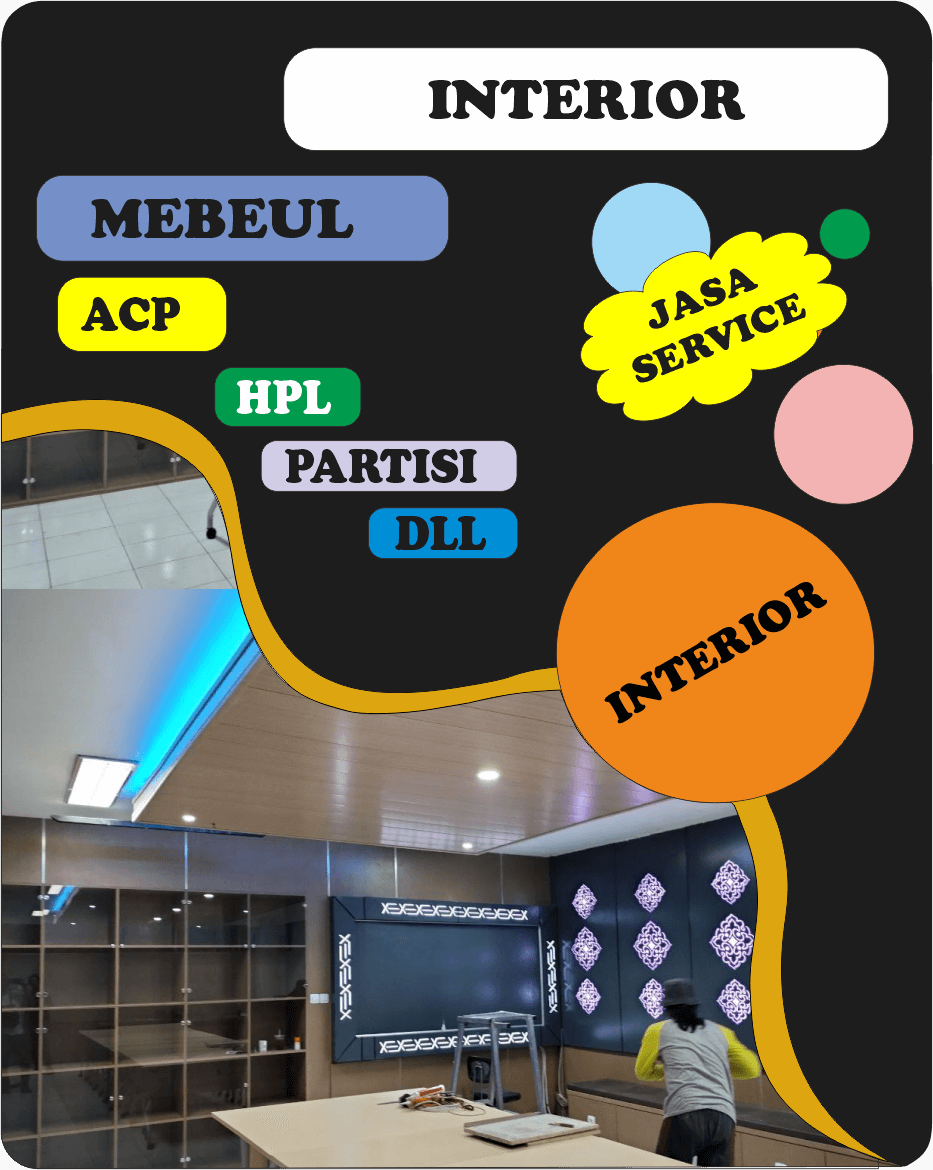 INTERIOR
MEBEUL
ACP
JASA
SERVICE
HPL
PARTISI
DLL
INTERIOR